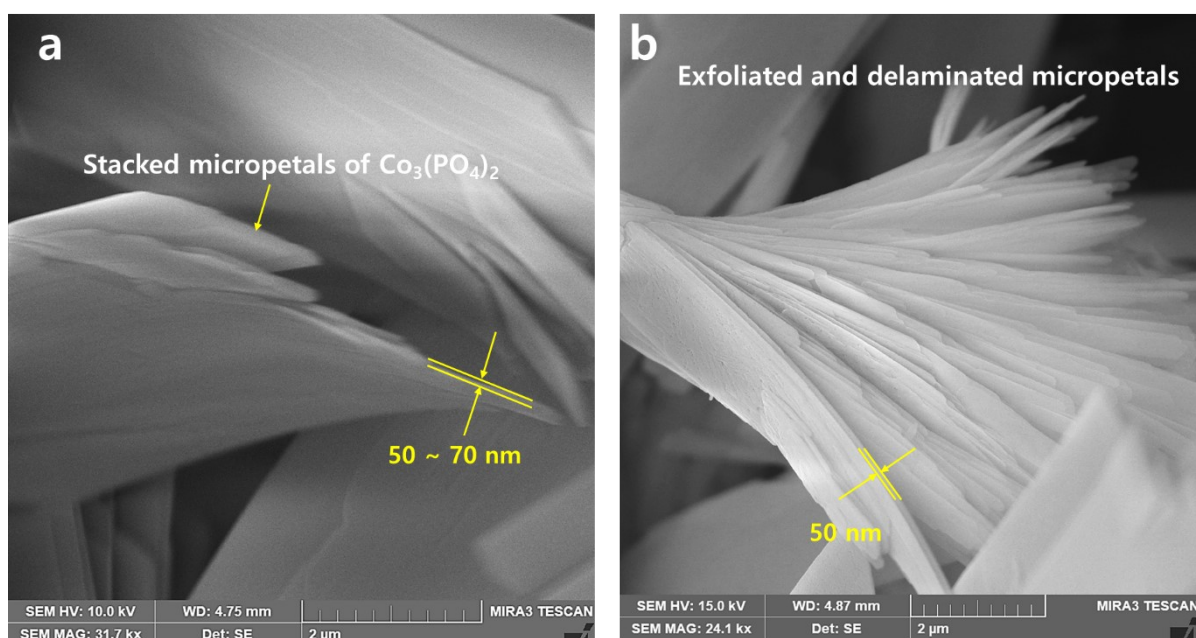 a
Stacked micropetals of Co₃(PO₄)₂
50 ~ 70 nm
SEM HV: 10.0 kV WD: 4.75 mm MIRA3 TESCAN
SEM MAG: 31.7 kx Det: SE 2 µm
b
Exfoliated and delaminated micropetals
50 nm
SEM HV: 15.0 kV WD: 4.87 mm MIRA3 TESCAN
SEM MAG: 24.1 kx Det: SE 2 µm